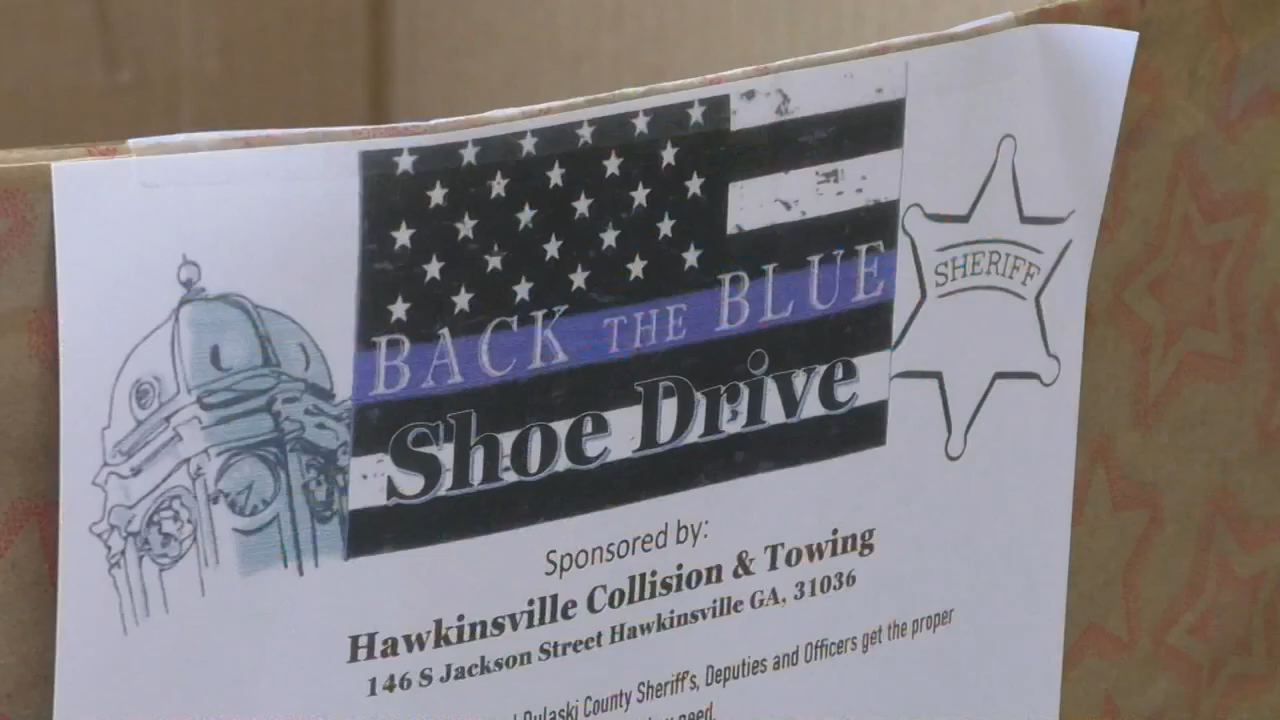 BACK THE BLUE
SHERIFF
Shoe Drive
Sponsored by:
Hawkinsville Collision & Towing
146 S Jackson Street Hawkinsville GA, 31036
Pulaski County Sheriff's, Deputies and Officers get the proper
need.